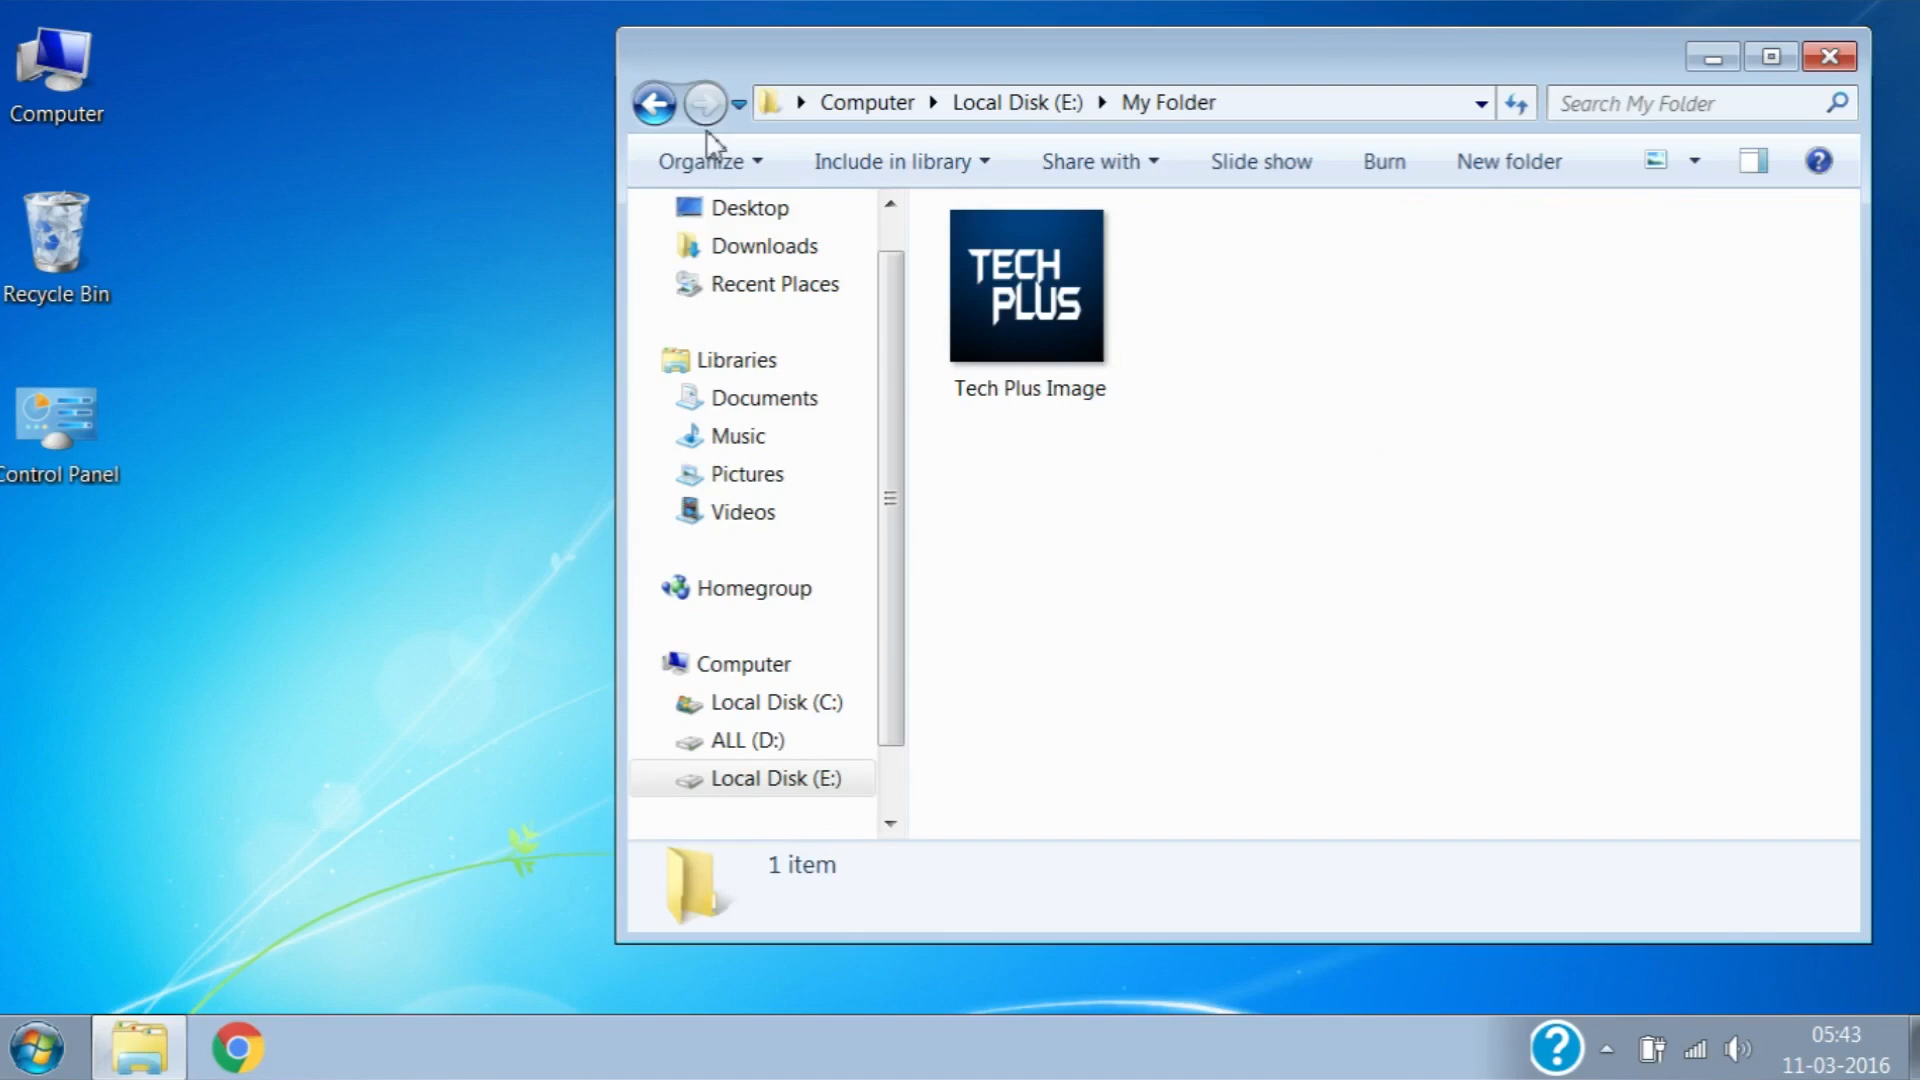 Computer
Recycle Bin
Control Panel
Computer Local Disk (E:) My Folder
Search My Folder
Organize Include in library Share with Slide show Burn New folder
Desktop
Downloads
Recent Places
Libraries
Documents
Music
Pictures
Videos
Homegroup
Computer
Local Disk (C:)
ALL (D:)
Local Disk (E:)
TECH
PLUS
Tech Plus Image
1 item
05:43
11-03-2016